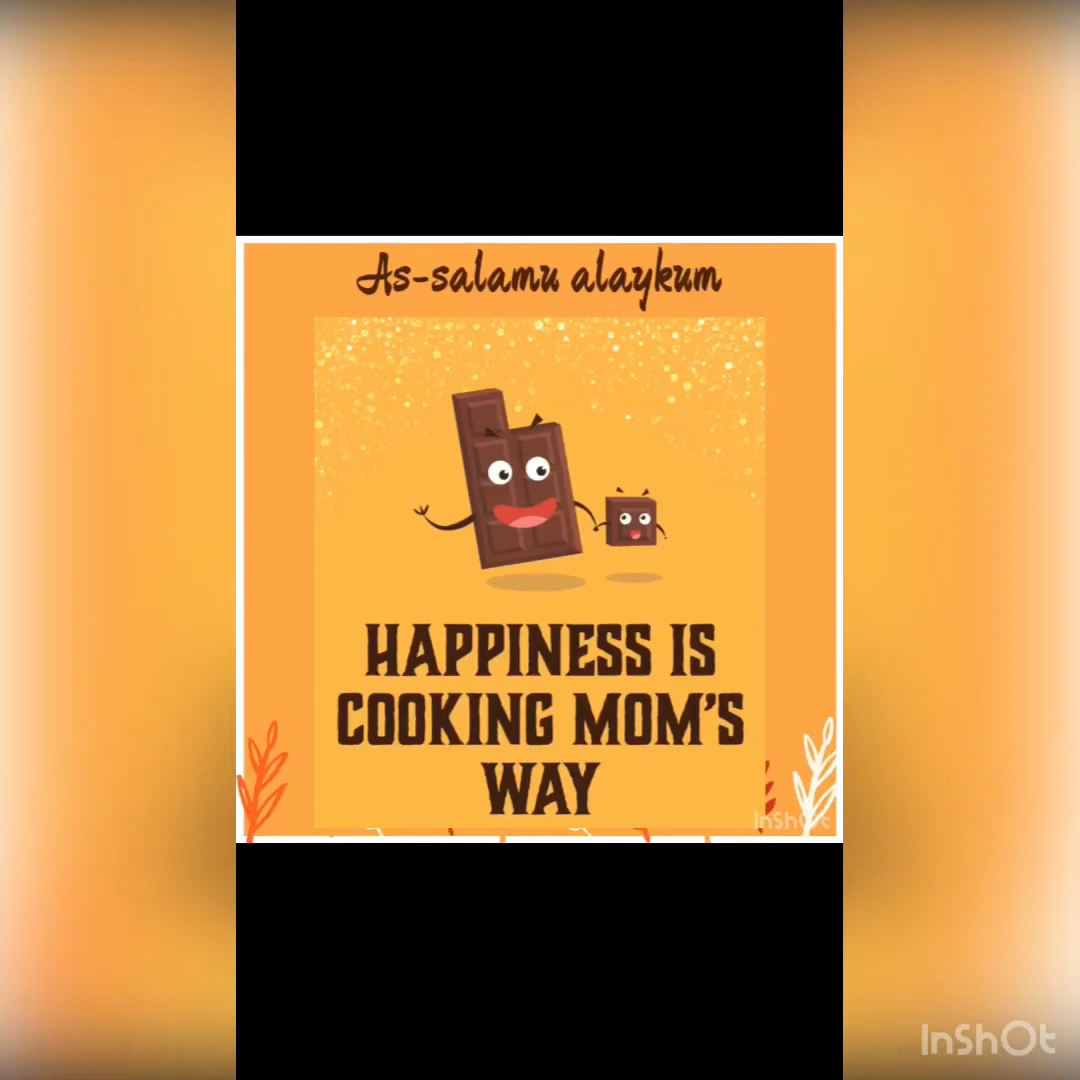 As-salamu alaykum
HAPPINESS IS
COOKING MOM'S
WAY
InShOt
InShOt